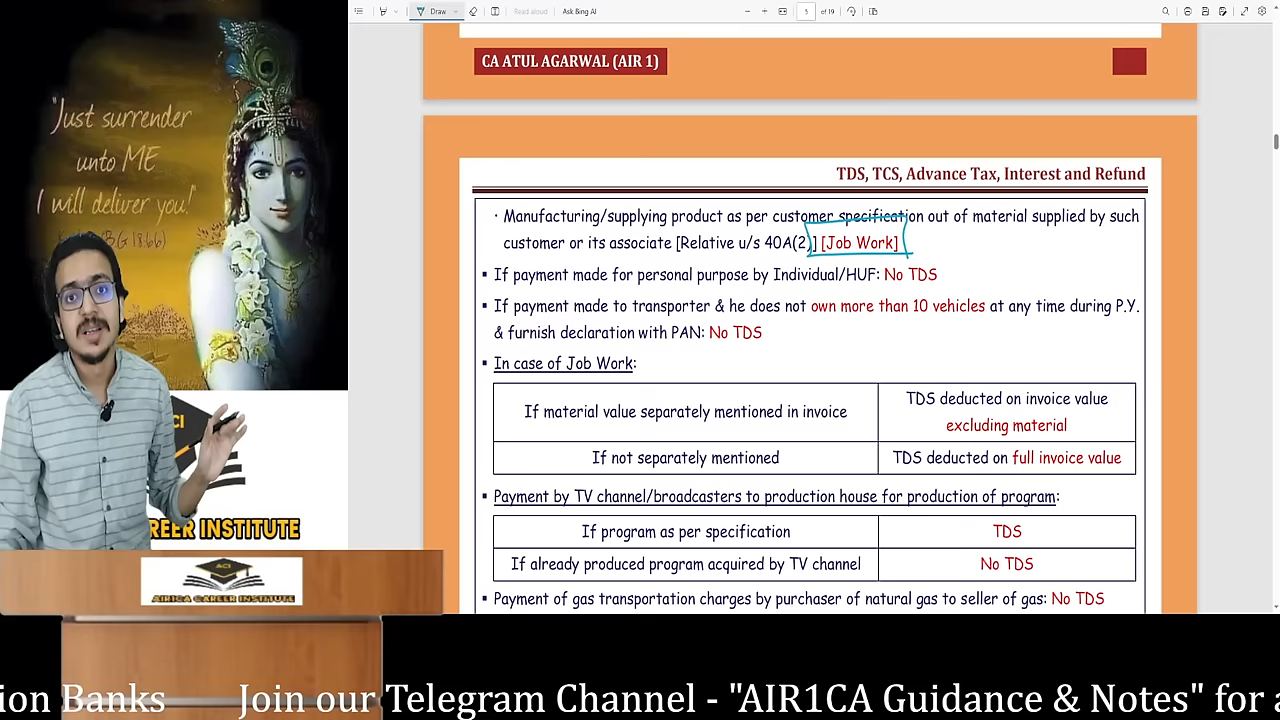 Draw
Read aloud
Ask Bing AI
5
of 19
CA ATUL AGARWAL (AIR 1)
"Just surrender
unto ME
I will deliver you!"
TDS, TCS, Advance Tax, Interest and Refund
· Manufacturing/supplying product as per customer specification out of material supplied by such
customer or its associate [Relative u/s 40A(2)] [Job Work]
▪ If payment made for personal purpose by Individual/HUF: No TDS
▪ If payment made to transporter & he does not own more than 10 vehicles at any time during P.Y.
& furnish declaration with PAN: No TDS
▪ In case of Job Work:
If material value separately mentioned in invoice
TDS deducted on invoice value
excluding material
If not separately mentioned
TDS deducted on full invoice value
▪ Payment by TV channel/broadcasters to production house for production of program:
If program as per specification
TDS
If already produced program acquired by TV channel
No TDS
▪ Payment of gas transportation charges by purchaser of natural gas to seller of gas: No TDS
CI
REER INSTITUTE
ACI
AIR1CA CAREER INSTITUTE
ion Banks Join our Telegram Channel - "AIR1CA Guidance & Notes" for a